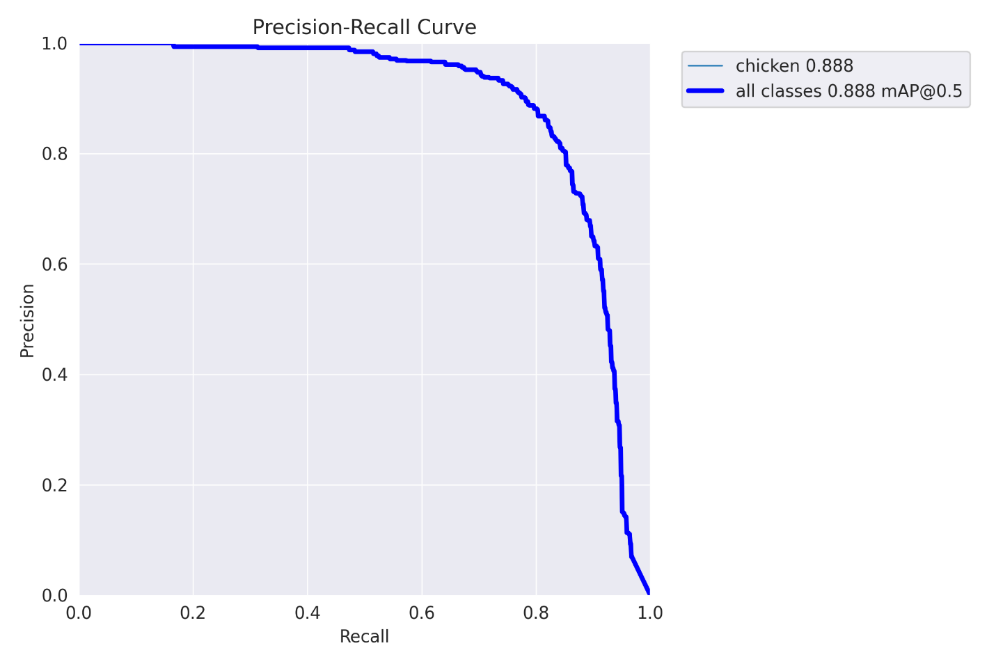 Precision-Recall Curve
chicken 0.888
all classes 0.888 mAP@0.5
Precision
1.0
0.8
0.6
0.4
0.2
0.0
0.0 0.2 0.4 0.6 0.8 1.0
Recall